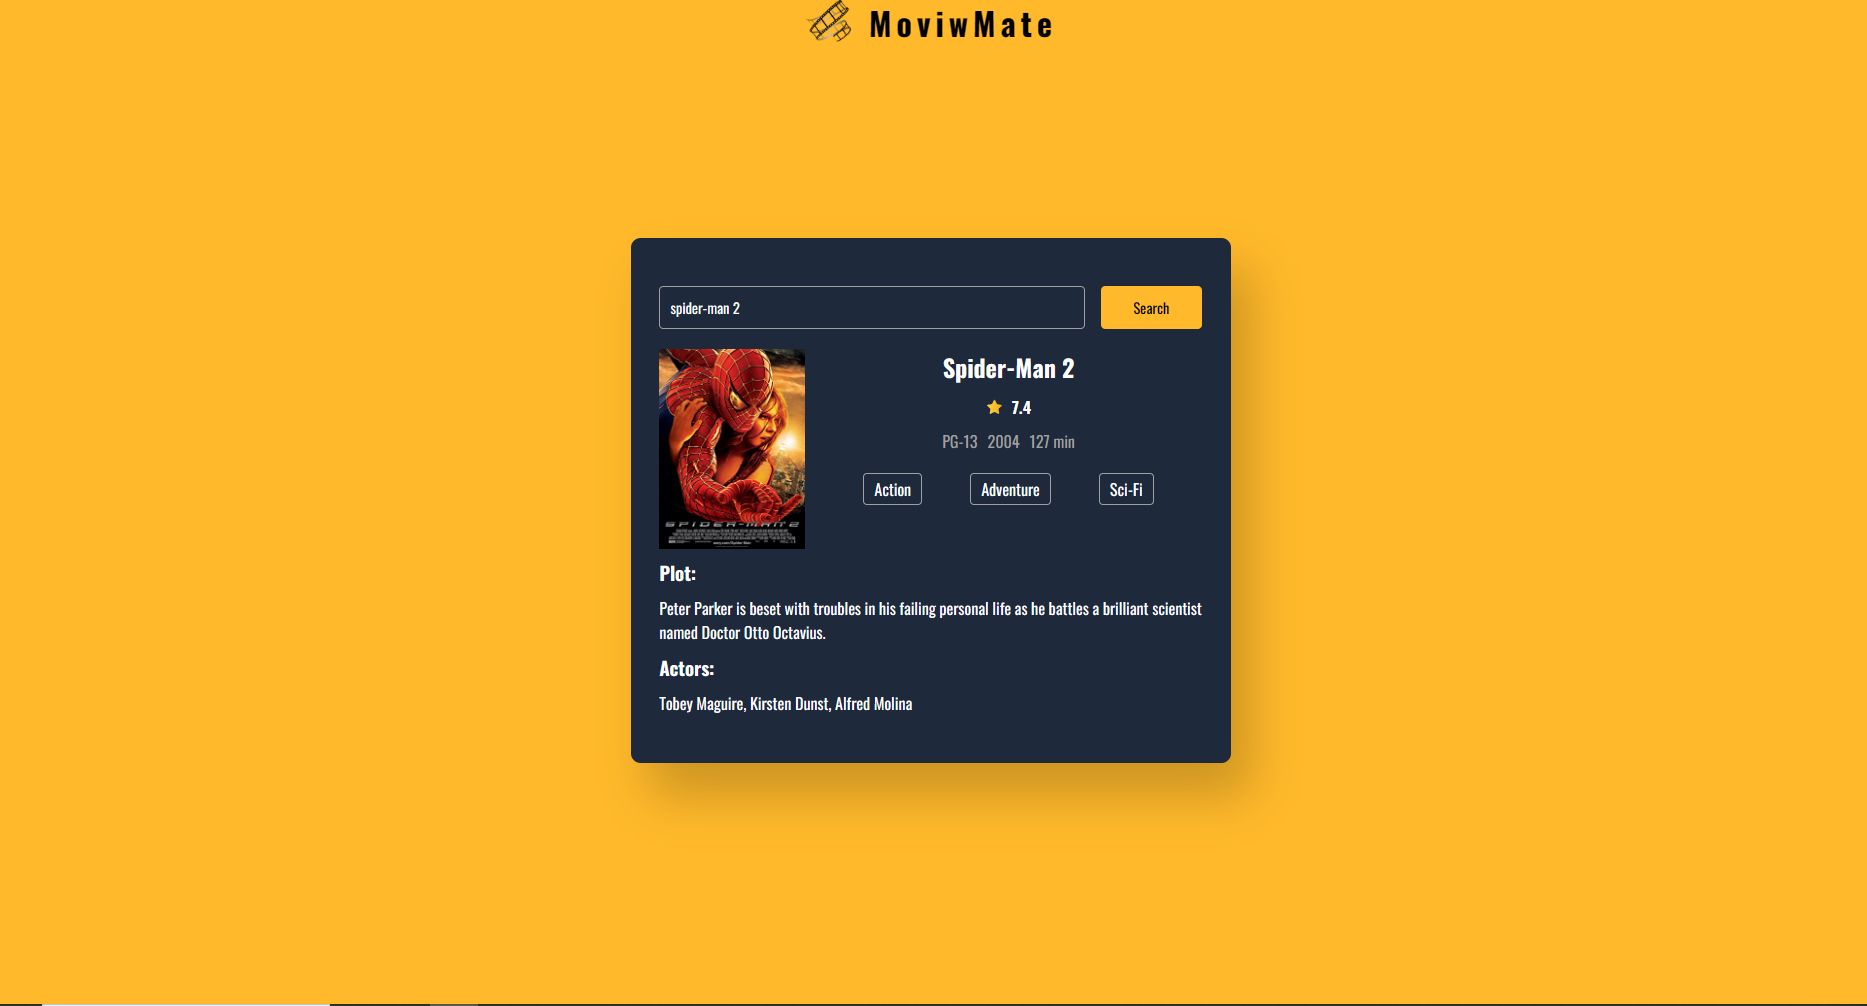 MoviwMate
spider-man 2
Search
Spider-Man 2
7.4
PG-13 2004 127 min
Action Adventure Sci-Fi
SPIDER-MAN 2
Plot:
Peter Parker is beset with troubles in his failing personal life as he battles a brilliant scientist
named Doctor Otto Octavius.
Actors:
Tobey Maguire, Kirsten Dunst, Alfred Molina